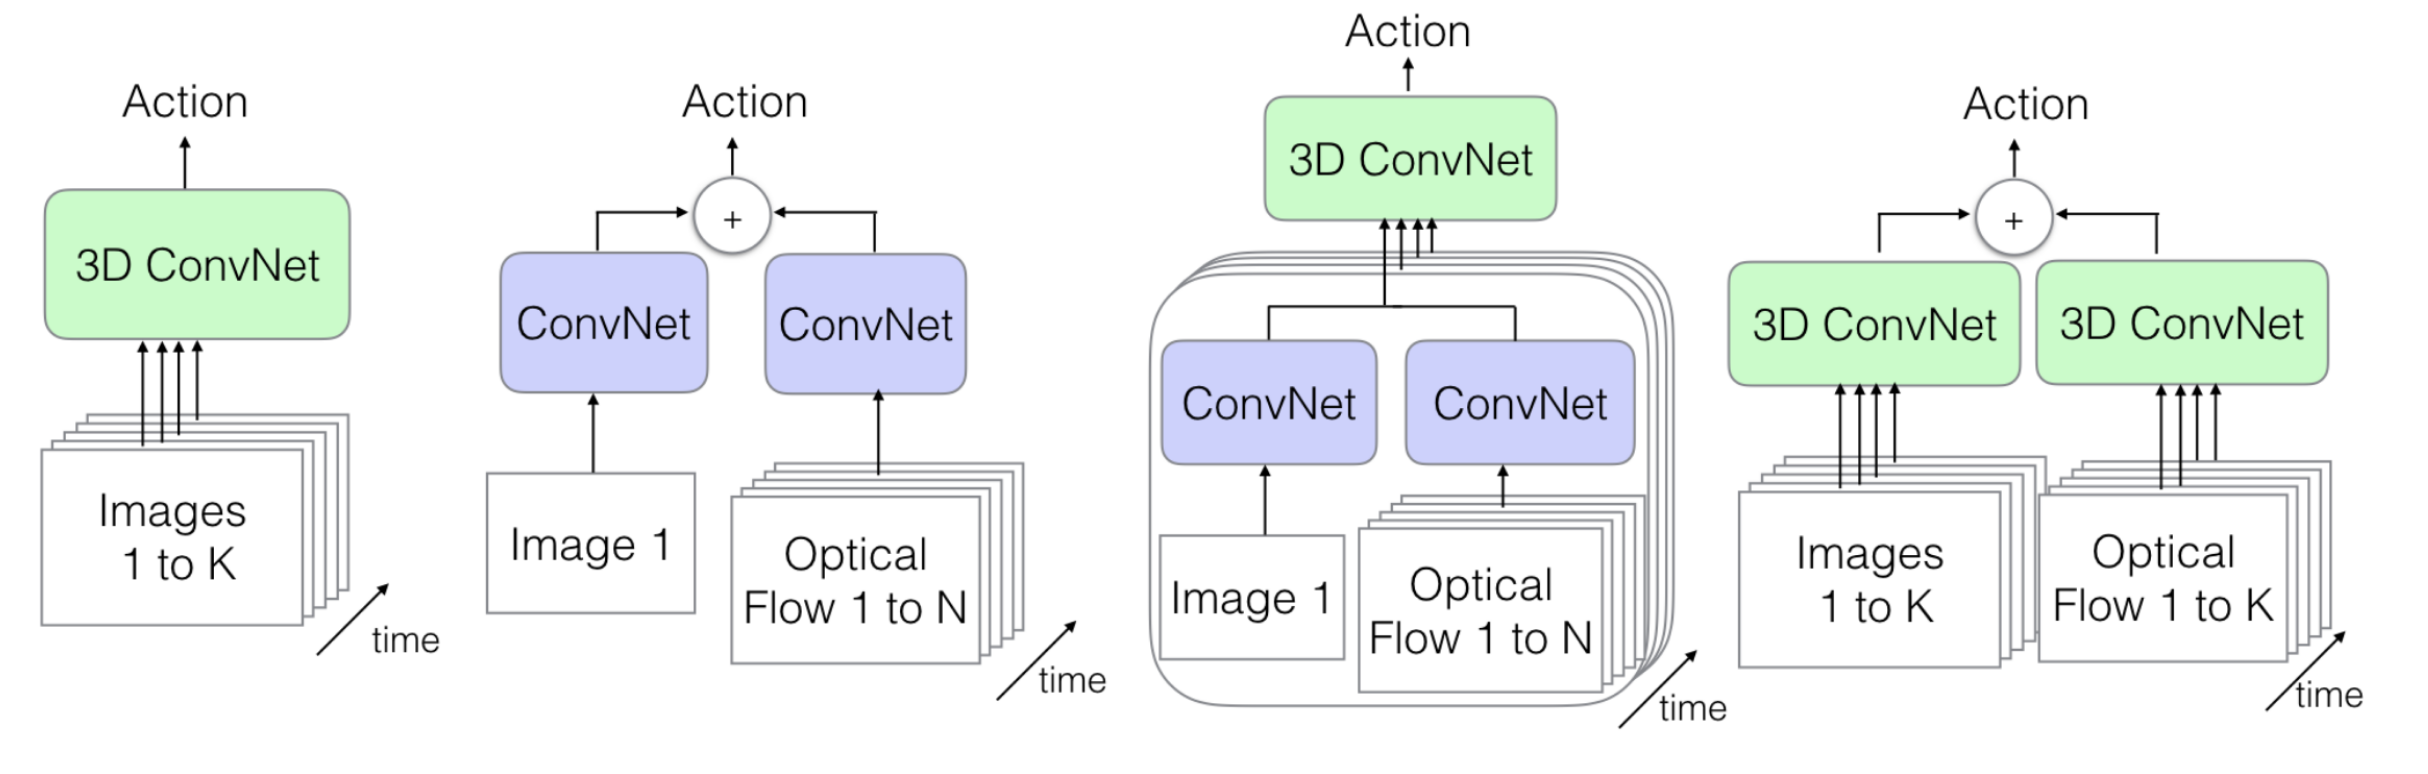 Action
3D ConvNet
Images
1 to K
time
Action
+
ConvNet
ConvNet
Image 1
Optical
Flow 1 to N
time
Action
3D ConvNet
ConvNet
ConvNet
Image 1
Optical
Flow 1 to N
time
Action
+
3D ConvNet
3D ConvNet
Images
1 to K
Optical
Flow 1 to K
time